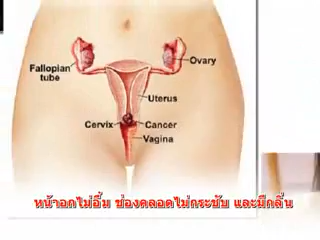 Ovary
Fallopian
tube
Uterus
Cervix
Cancer
Vagina
หน้าอกไม่อึ๋ม ช่องคลอดไม่กระชับ และมีกลิ่น